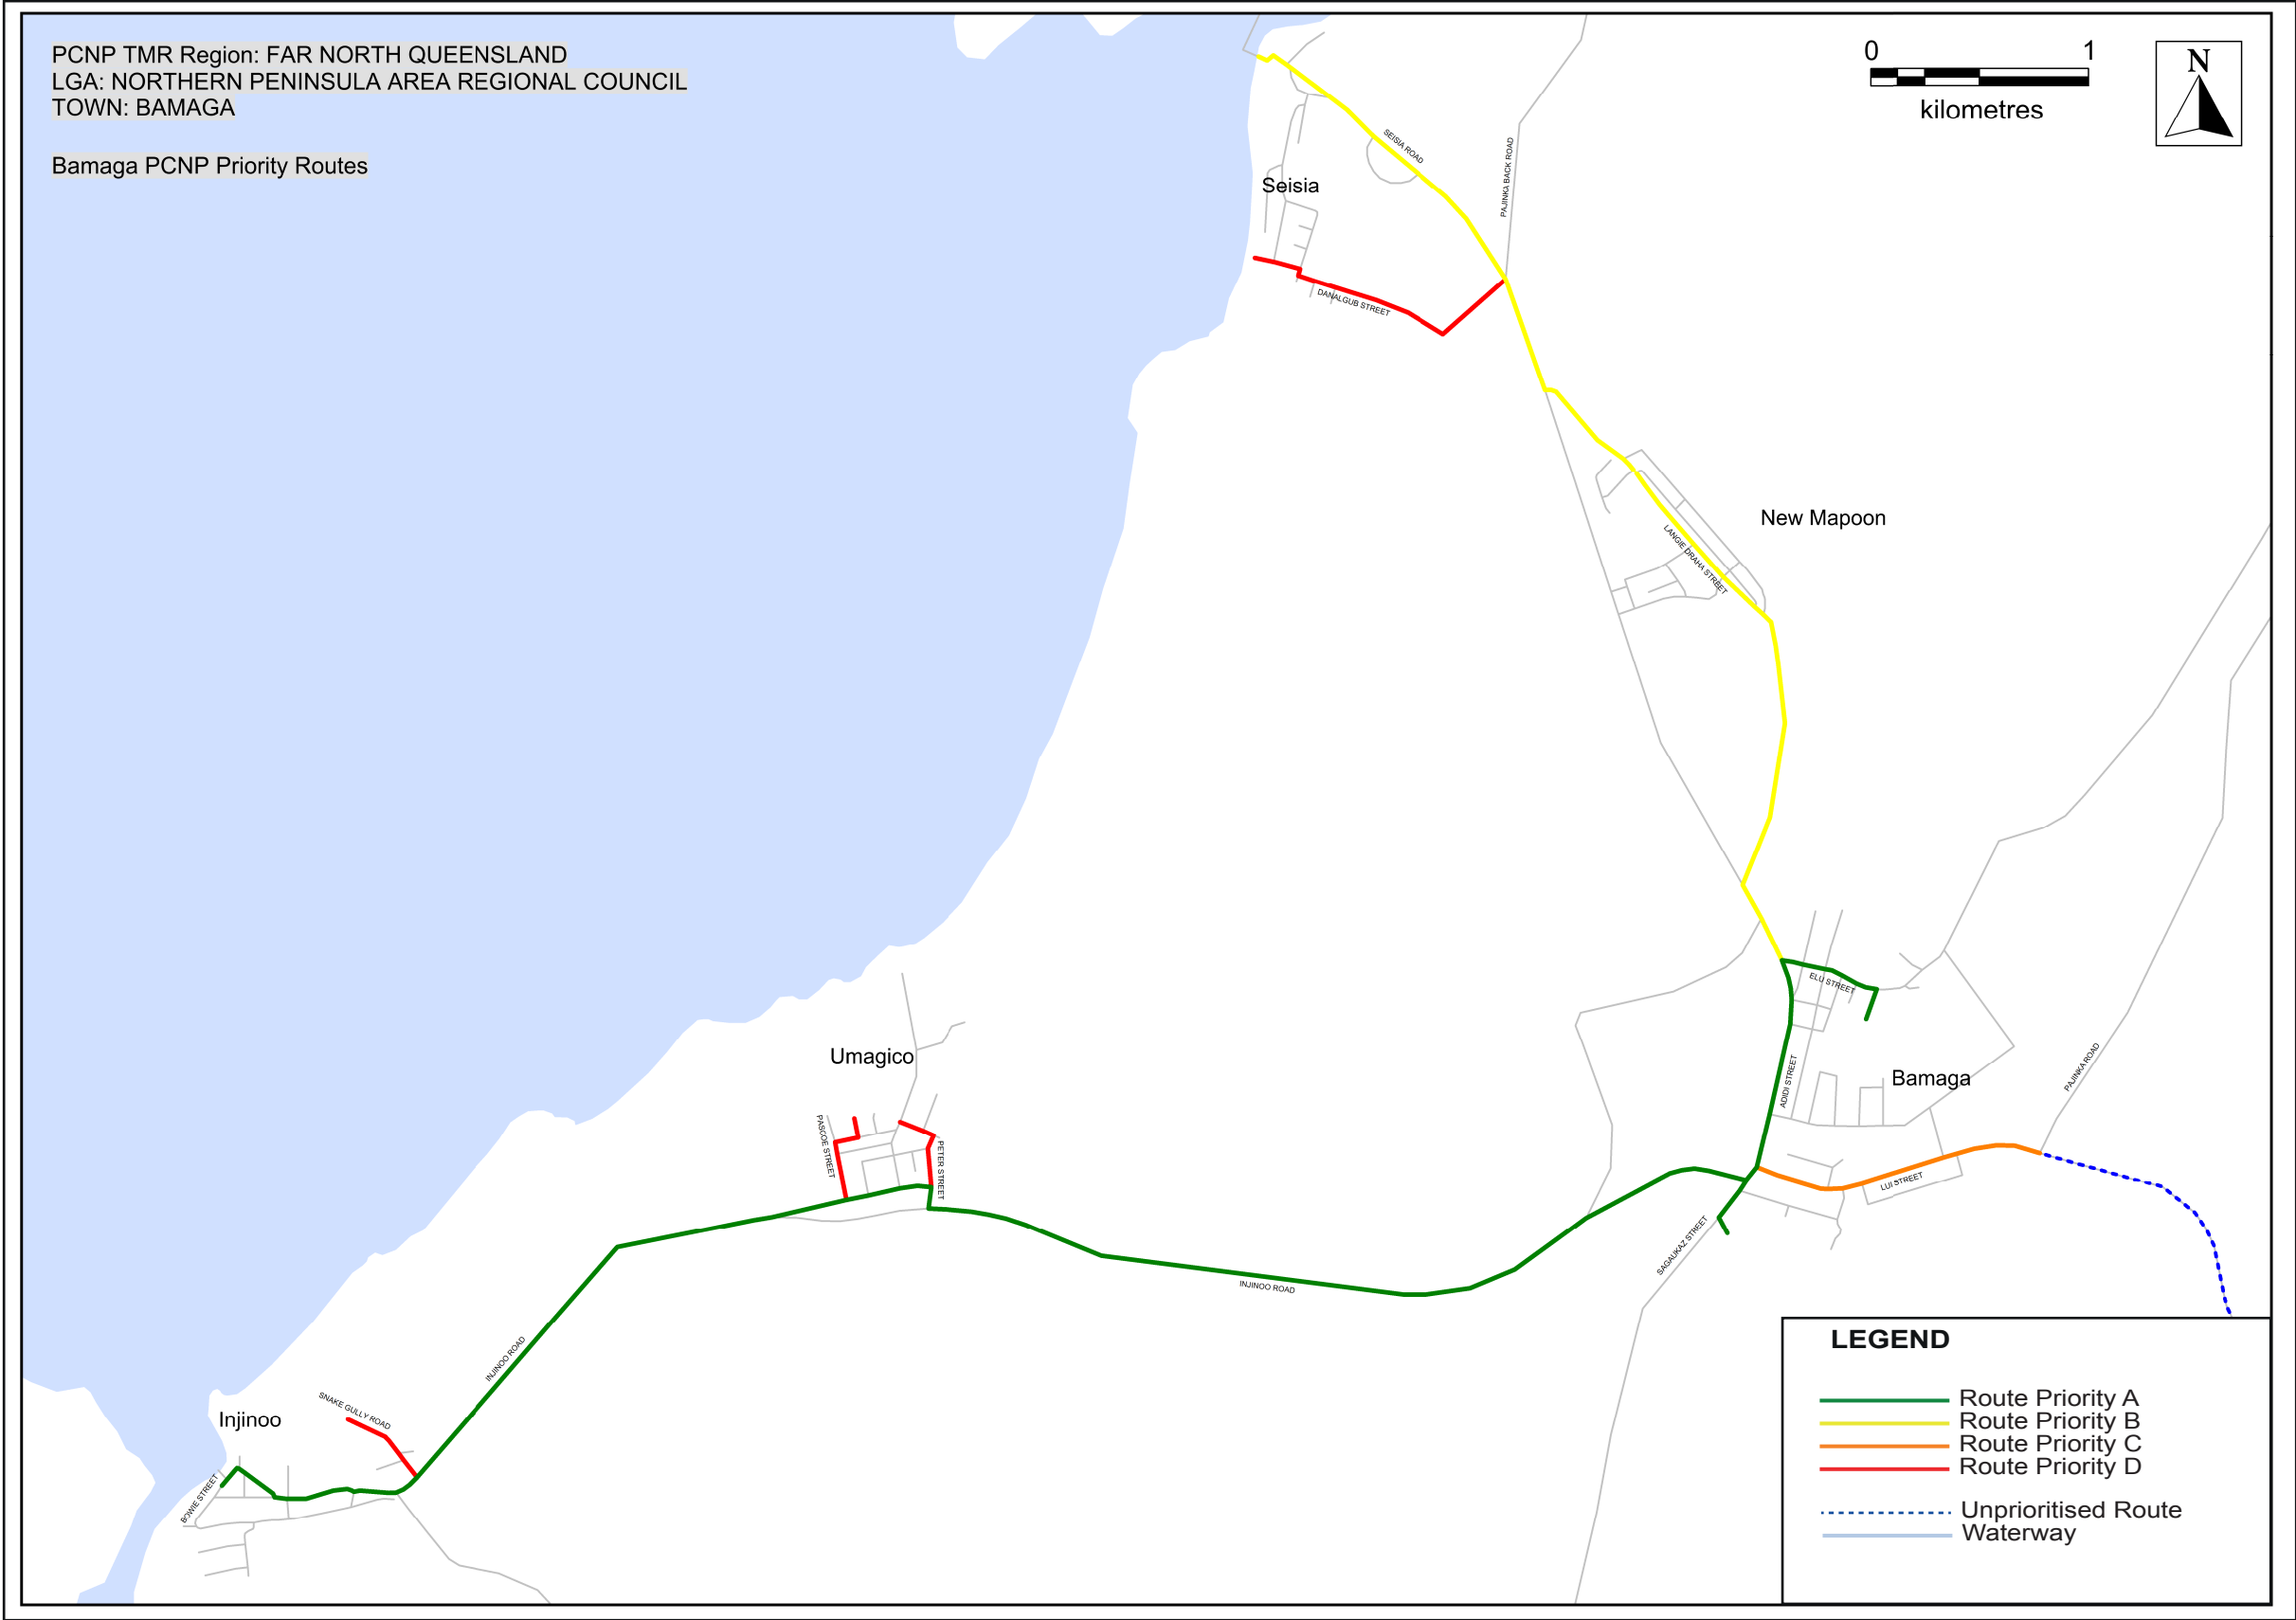 PCNP TMR Region: FAR NORTH QUEENSLAND
LGA: NORTHERN PENINSULA AREA REGIONAL COUNCIL
TOWN: BAMAGA
Bamaga PCNP Priority Routes
0 1
kilometres
N
SEISIA ROAD
PAJINKA BACK ROAD
Seisia
DANALGUB STREET
New Mapoon
LANGIE DRAHA STREET
ELU STREET
Umagico
ADIDI STREET
Bamaga
PAJINKA ROAD
PASCOE STREET
PETER STREET
LUI STREET
SAGAUKAZ STREET
INJINOO ROAD
INJINOO ROAD
SNAKE GULLY ROAD
Injinoo
BOWIE STREET
LEGEND
Route Priority A
Route Priority B
Route Priority C
Route Priority D
Unprioritised Route
Waterway